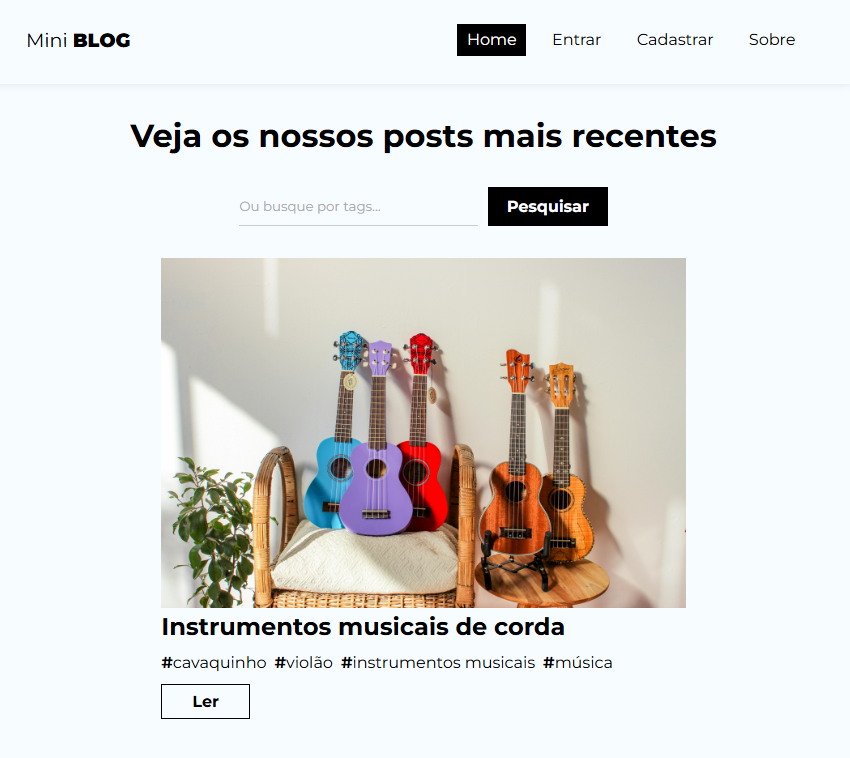 Mini BLOG
Home Entrar Cadastrar Sobre
Veja os nossos posts mais recentes
Ou busque por tags...
Pesquisar
Instrumentos musicais de corda
#cavaquinho #violão #instrumentos musicais #música
Ler